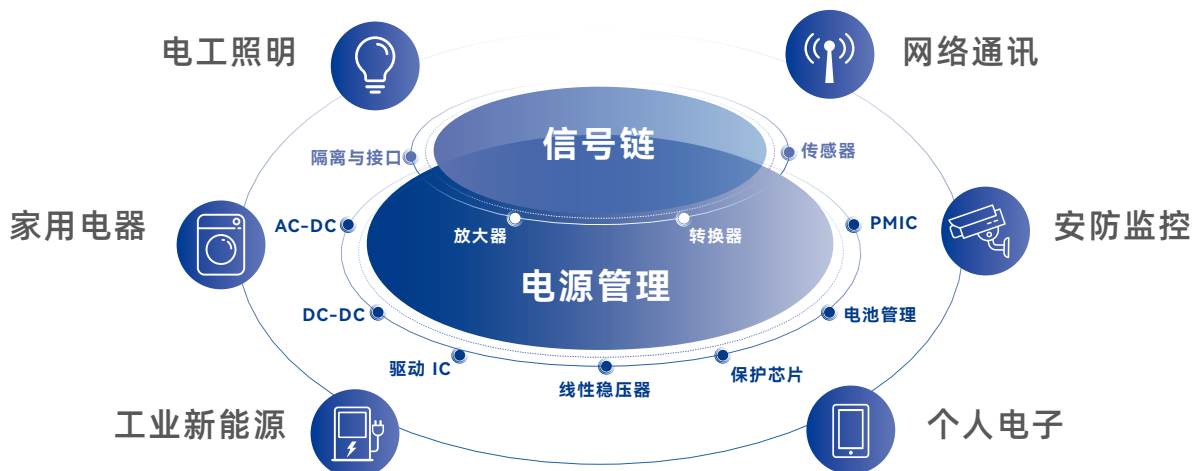 电工照明
网络通讯
信号链
隔离与接口
传感器
家用电器
AC-DC
放大器
转换器
PMIC
安防监控
电源管理
DC-DC
电池管理
驱动 IC
线性稳压器
保护芯片
工业新能源
个人电子